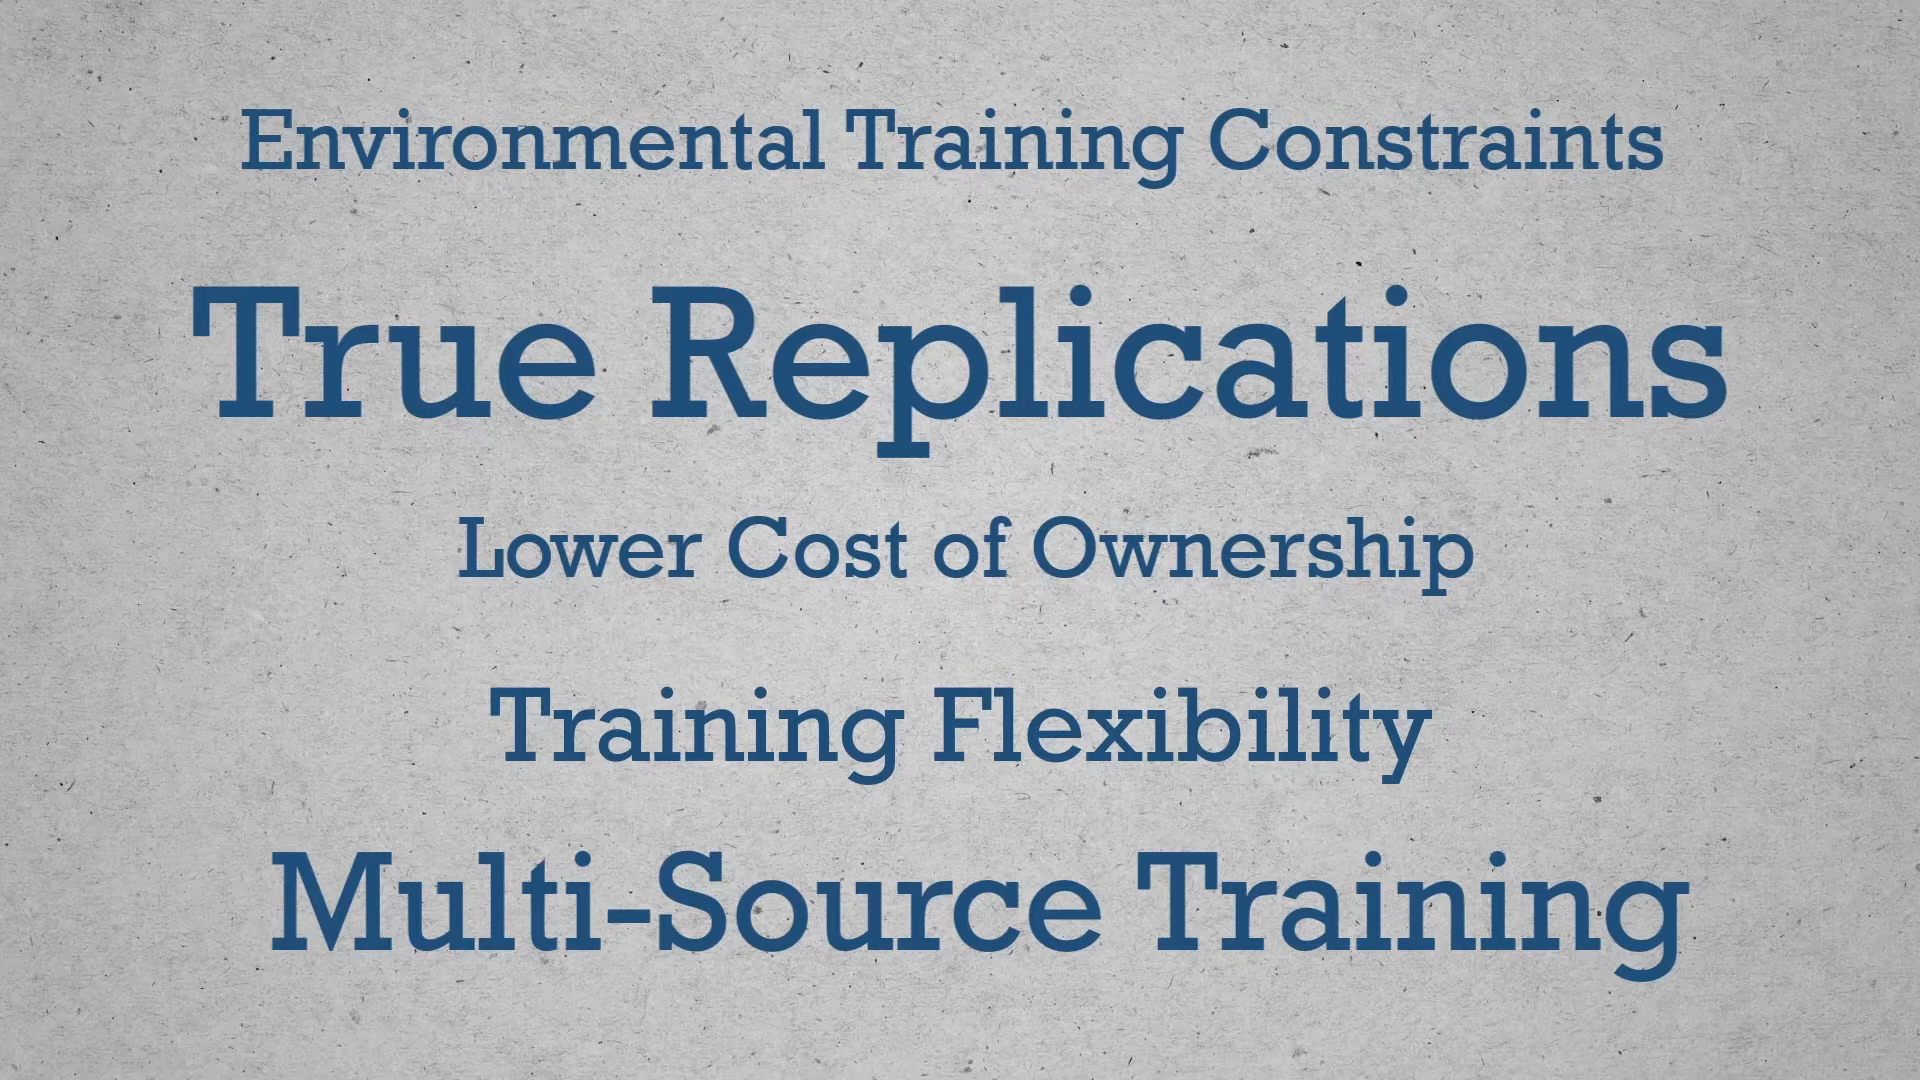 Environmental Training Constraints
True Replications
Lower Cost of Ownership
Training Flexibility
Multi-Source Training